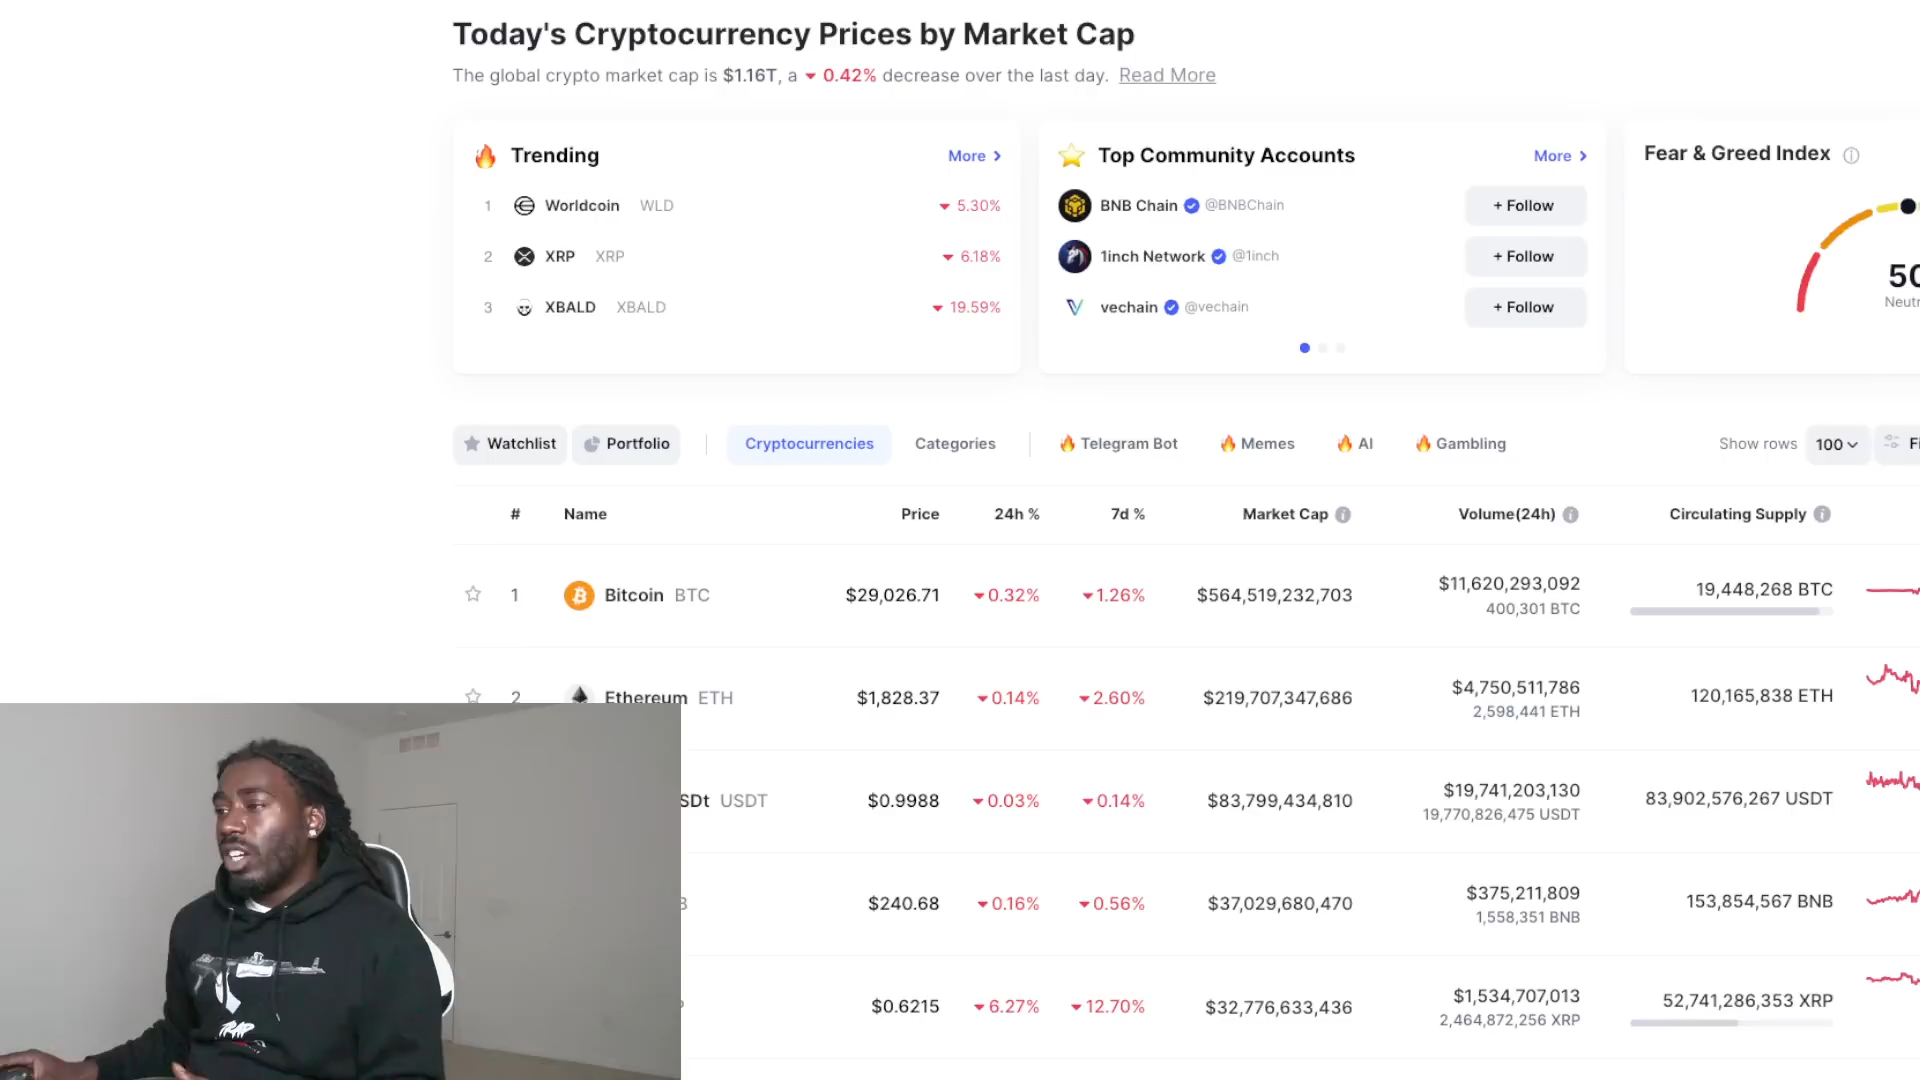 Today's Cryptocurrency Prices by Market Cap
The global crypto market cap is $1.16T, a 0.42% decrease over the last day. Read More
Trending More
1 Worldcoin WLD 5.30%
2 XRP XRP 6.18%
3 XBALD XBALD 19.59%
Top Community Accounts More
BNB Chain @BNBChain + Follow
1inch Network @1inch + Follow
vechain @vechain + Follow
Fear & Greed Index
50
Neutr
Watchlist Portfolio Cryptocurrencies Categories Telegram Bot Memes AI Gambling Show rows 100 Fi
# Name Price 24h % 7d % Market Cap Volume(24h) Circulating Supply
1 Bitcoin BTC $29,026.71 0.32% 1.26% $564,519,232,703 $11,620,293,092 19,448,268 BTC
400,301 BTC
2 Ethereum ETH $1,828.37 0.14% 2.60% $219,707,347,686 $4,750,511,786 120,165,838 ETH
2,598,441 ETH
SDt USDT $0.9988 0.03% 0.14% $83,799,434,810 $19,741,203,130 83,902,576,267 USDT
19,770,826,475 USDT
$240.68 0.16% 0.56% $37,029,680,470 $375,211,809 153,854,567 BNB
1,558,351 BNB
$0.6215 6.27% 12.70% $32,776,633,436 $1,534,707,013 52,741,286,353 XRP
2,464,872,256 XRP
TRAP